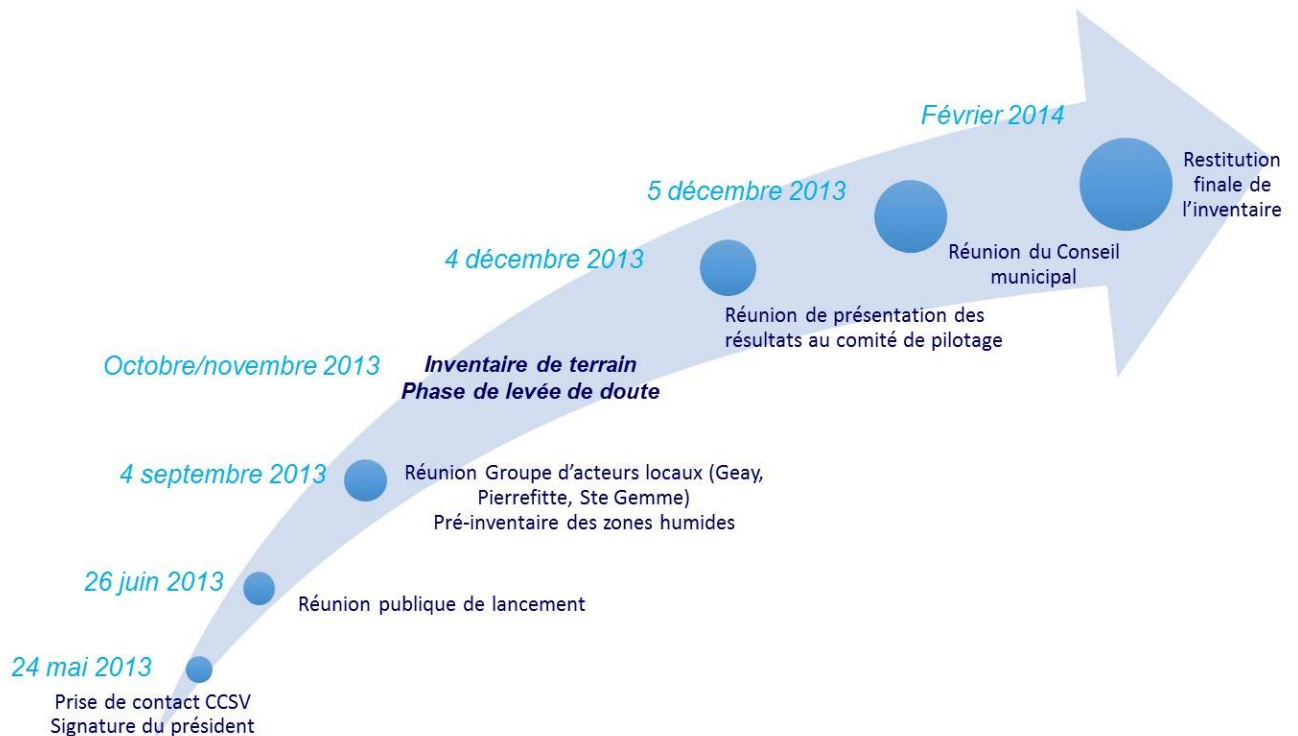 24 mai 2013
Prise de contact CCSV
Signature du président
26 juin 2013
Réunion publique de lancement
4 septembre 2013
Réunion Groupe d'acteurs locaux (Geay,
Pierrefitte, Ste Gemme)
Pré-inventaire des zones humides
Octobre/novembre 2013
Inventaire de terrain
Phase de levée de doute
4 décembre 2013
Réunion de présentation des
résultats au comité de pilotage
5 décembre 2013
Réunion du Conseil
municipal
Février 2014
Restitution
finale de
l'inventaire